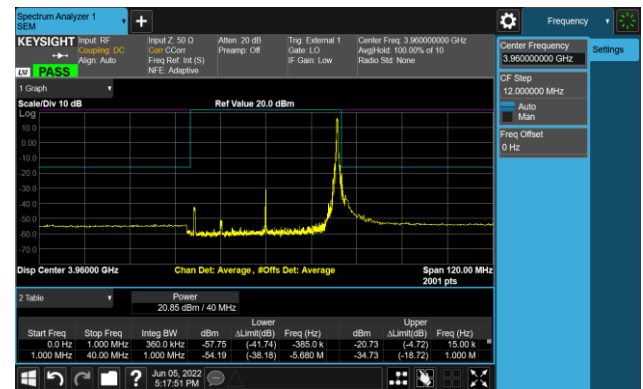 Spectrum Analyzer 1
SEM
Frequency
KEYSIGHT
Input: RF
Coupling: DC
Align: Auto
Input Z: 50 Ω
Corr CCorr
Freq Ref: Int (S)
NFE: Adaptive
Atten: 20 dB
Preamp: Off
Trig: External 1
Gate: LO
IF Gain: Low
Center Freq: 3.960000000 GHz
Avg|Hold: 100.00% of 10
Radio Std: None
LXI
PASS
Center Frequency
3.960000000 GHz
Settings
CF Step
12.000000 MHz
Auto
Man
Freq Offset
0 Hz
1 Graph
Scale/Div 10 dB
Ref Value 20.0 dBm
Log
10.0
0.00
-10.0
-20.0
-30.0
-40.0
-50.0
-60.0
-70.0
Disp Center 3.96000 GHz
Chan Det: Average , #Offs Det: Average
Span 120.00 MHz
2001 pts
2 Table
Power
20.85 dBm / 40 MHz
Lower Upper
Start Freq Stop Freq Integ BW dBm ΔLimit(dB) Freq (Hz) dBm ΔLimit(dB) Freq (Hz)
0.0 Hz 1.000 MHz 360.0 kHz -57.55 (-41.74) -385.0 k -20.73 (-4.72) 15.00 k
1.000 MHz 40.00 MHz 1.000 MHz -54.19 (-38.18) -5.680 M -34.73 (-18.72) 1.000 M
Jun 05, 2022
5:17:51 PM